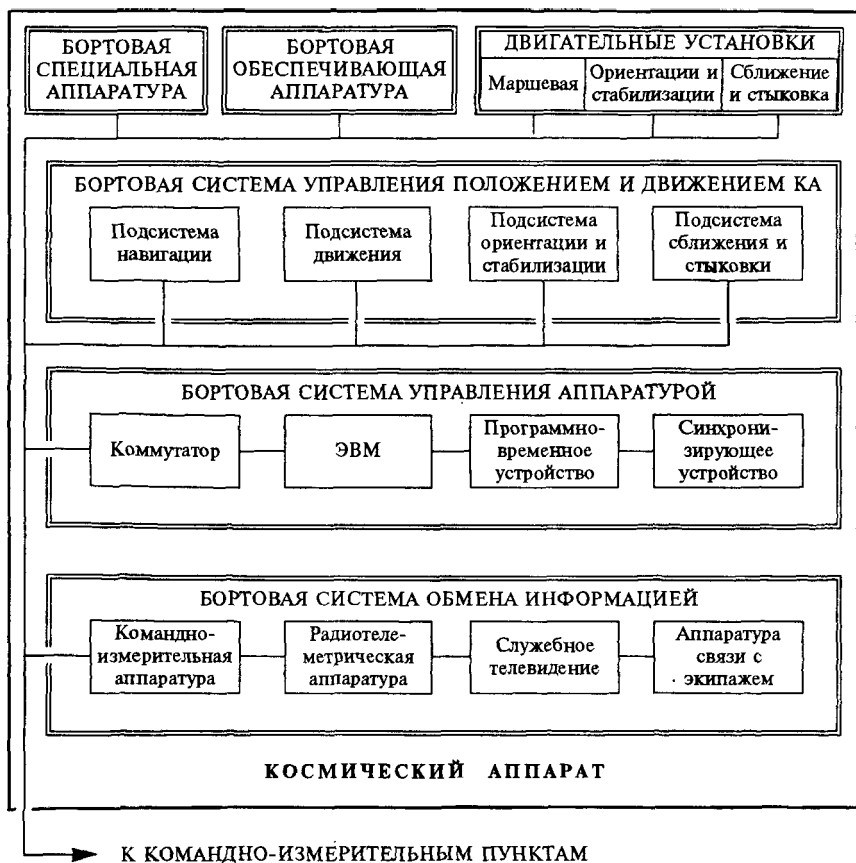 БОРТОВАЯ
СПЕЦИАЛЬНАЯ
АППАРАТУРА
БОРТОВАЯ
ОБЕСПЕЧИВАЮЩАЯ
АППАРАТУРА
ДВИГАТЕЛЬНЫЕ УСТАНОВКИ
Маршевая
Ориентации и
стабилизации
Сближение
и стыковка
БОРТОВАЯ СИСТЕМА УПРАВЛЕНИЯ ПОЛОЖЕНИЕМ И ДВИЖЕНИЕМ КА
Подсистема
навигации
Подсистема
движения
Подсистема
ориентации и
стабилизации
Подсистема
сближения и
стыковки
БОРТОВАЯ СИСТЕМА УПРАВЛЕНИЯ АППАРАТУРОЙ
Коммутатор
ЭВМ
Программно-
временное
устройство
Синхрони-
зирующее
устройство
БОРТОВАЯ СИСТЕМА ОБМЕНА ИНФОРМАЦИЕЙ
Командно-
измерительная
аппаратура
Радиотеле-
метрическая
аппаратура
Служебное
телевидение
Аппаратура
связи с
экипажем
КОСМИЧЕСКИЙ АППАРАТ
К КОМАНДНО-ИЗМЕРИТЕЛЬНЫМ ПУНКТАМ